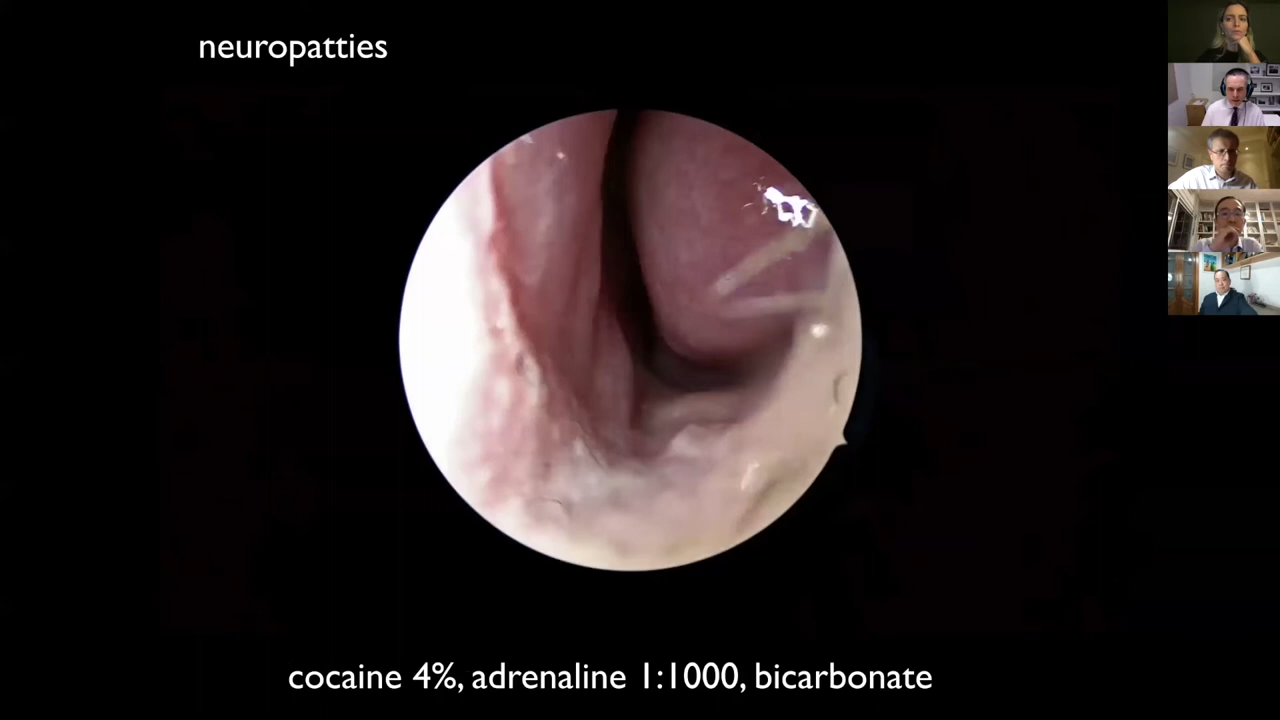 neuropatties
cocaine 4%, adrenaline 1:1000, bicarbonate